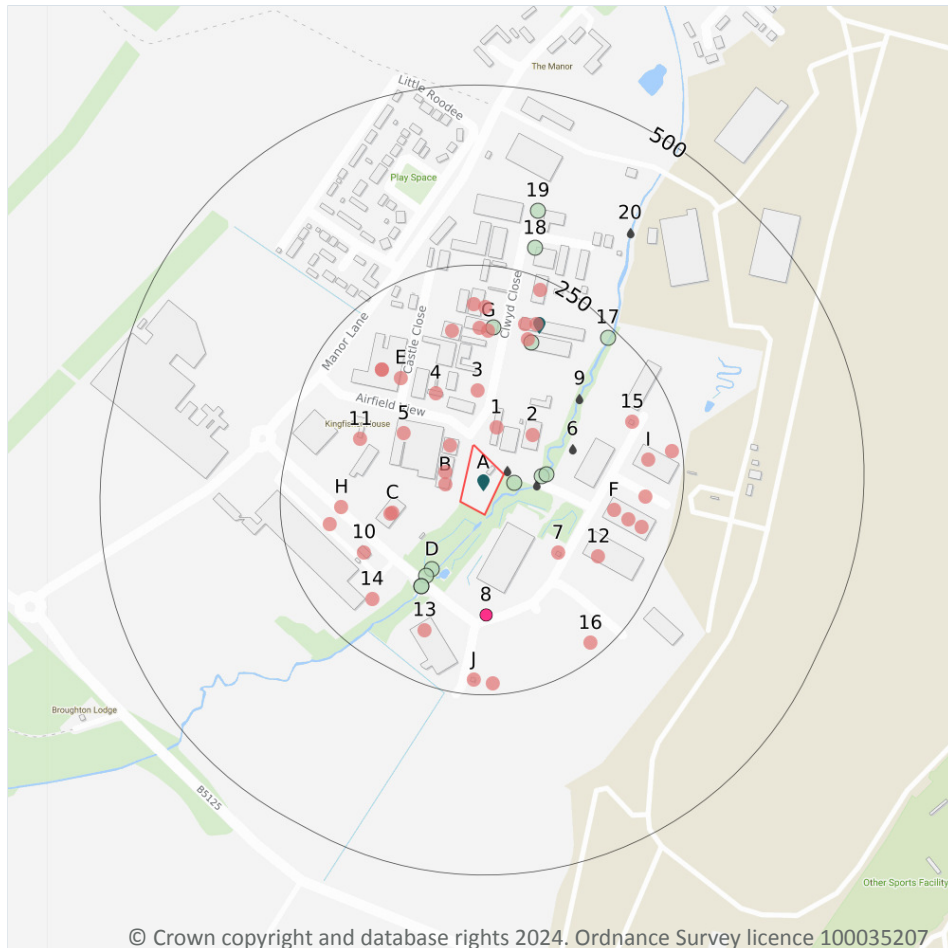 The Manor
Little Roodee
500
Play Space
19
20
18
250
G
17
Clwyd Close
Manor Lane
Castle Close
E
4
3
9
Airfield View
15
1
2
11
Kingfisher House
5
6
I
B
A
H
C
F
10
D
7
12
14
8
13
16
J
Broughton Lodge
B5125
Other Sports Facility
© Crown copyright and database rights 2024. Ordnance Survey licence 100035207